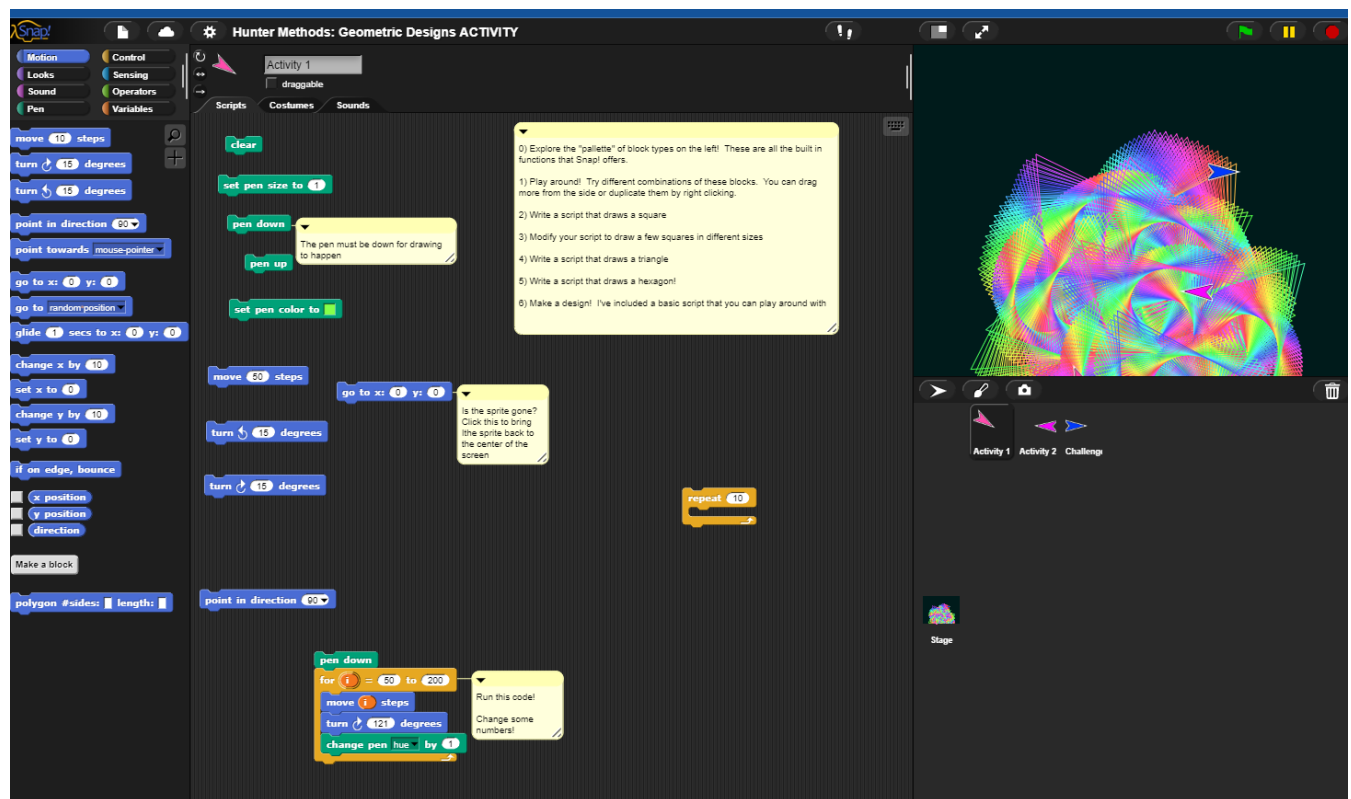 Snap!
Hunter Methods: Geometric Designs ACTIVITY
Motion
Control
Looks
Sensing
Sound
Operators
Pen
Variables
Activity 1
draggable
Scripts Costumes Sounds
move 10 steps
turn 15 degrees
turn 15 degrees
point in direction 90
point towards mouse-pointer
go to x: 0 y: 0
go to random position
glide 1 secs to x: 0 y: 0
change x by 10
set x to 0
change y by 10
set y to 0
if on edge, bounce
x position
y position
direction
Make a block
polygon #sides: length:
clear
set pen size to 1
pen down
The pen must be down for drawing
to happen
pen up
set pen color to
0) Explore the "pallette" of block types on the left! These are all the built in
functions that Snap! offers.
1) Play around! Try different combinations of these blocks. You can drag
more from the side or duplicate them by right clicking.
2) Write a script that draws a square
3) Modify your script to draw a few squares in different sizes
4) Write a script that draws a triangle
5) Write a script that draws a hexagon!
6) Make a design! I've included a basic script that you can play around with
move 50 steps
go to x: 0 y: 0
Is the sprite gone?
Click this to bring
lthe sprite back to
the center of the
screen
turn 15 degrees
turn 15 degrees
repeat 10
point in direction 90
pen down
for i = 50 to 200
move i steps
turn 121 degrees
change pen hue by 1
Run this code!
Change some
numbers!
Activity 1 Activity 2 Challenge
Stage